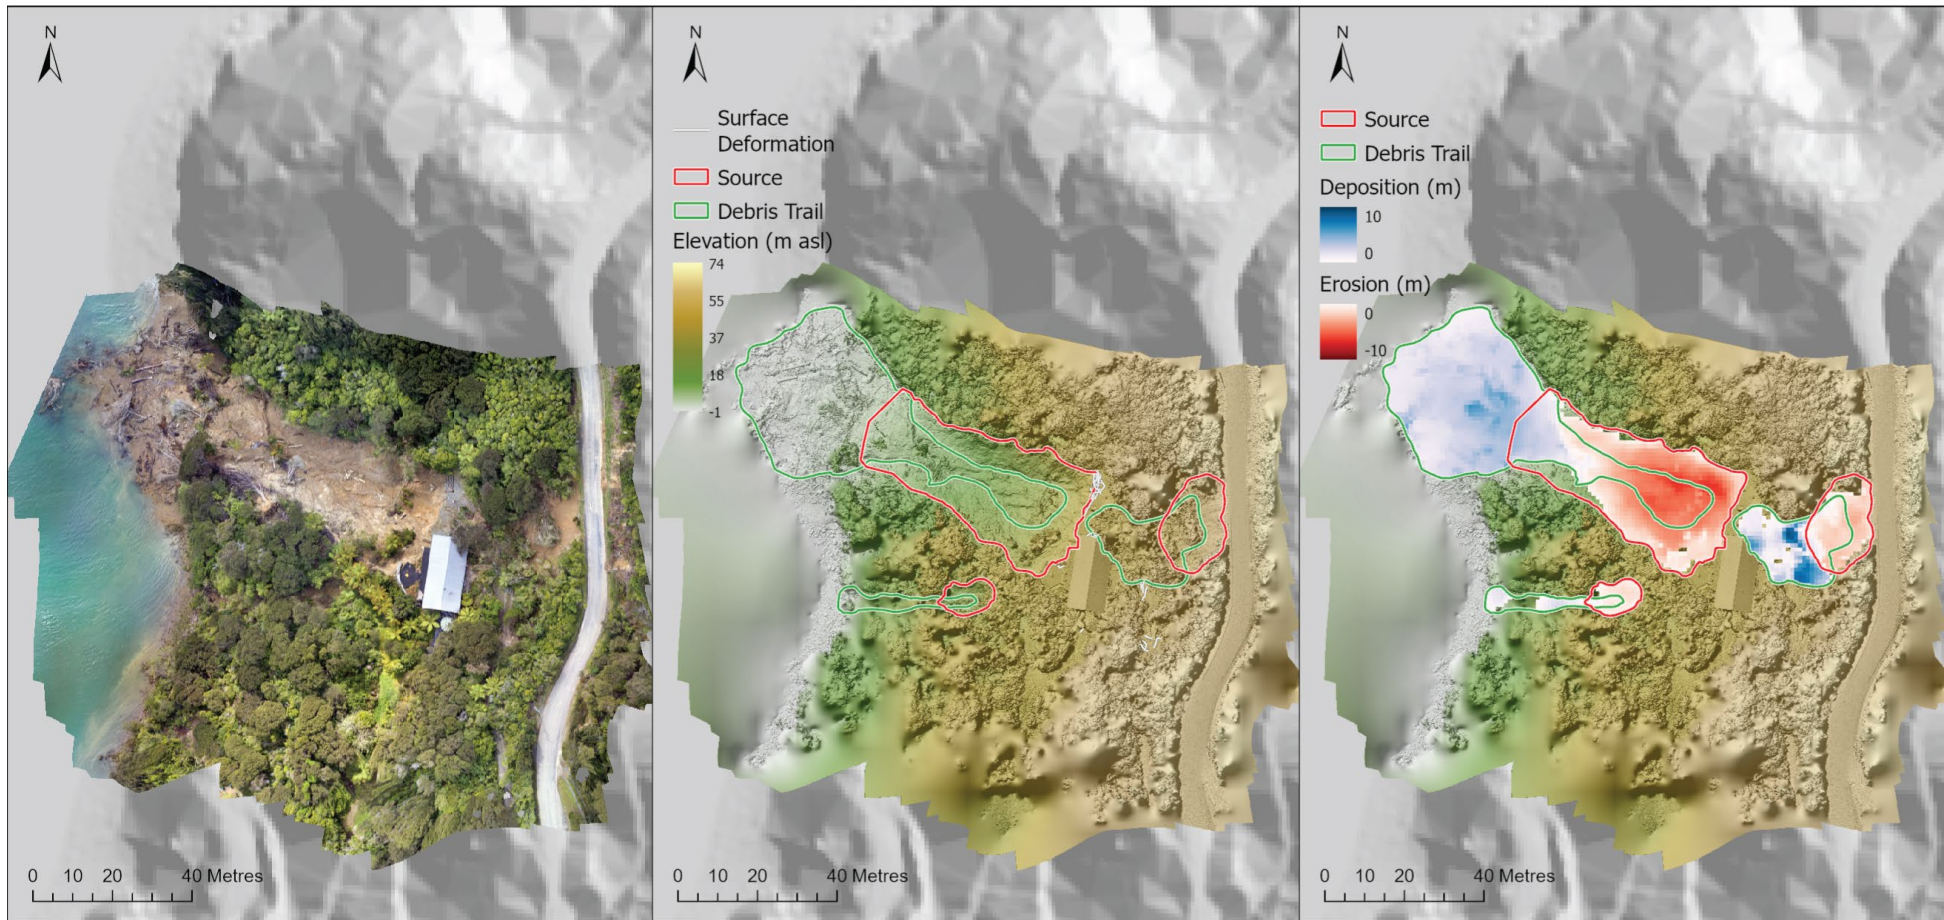 N
0 10 20 40 Metres
N
Surface
Deformation
Source
Debris Trail
Elevation (m asl)
74
55
37
18
-1
0 10 20 40 Metres
N
Source
Debris Trail
Deposition (m)
10
0
Erosion (m)
0
-10
0 10 20 40 Metres